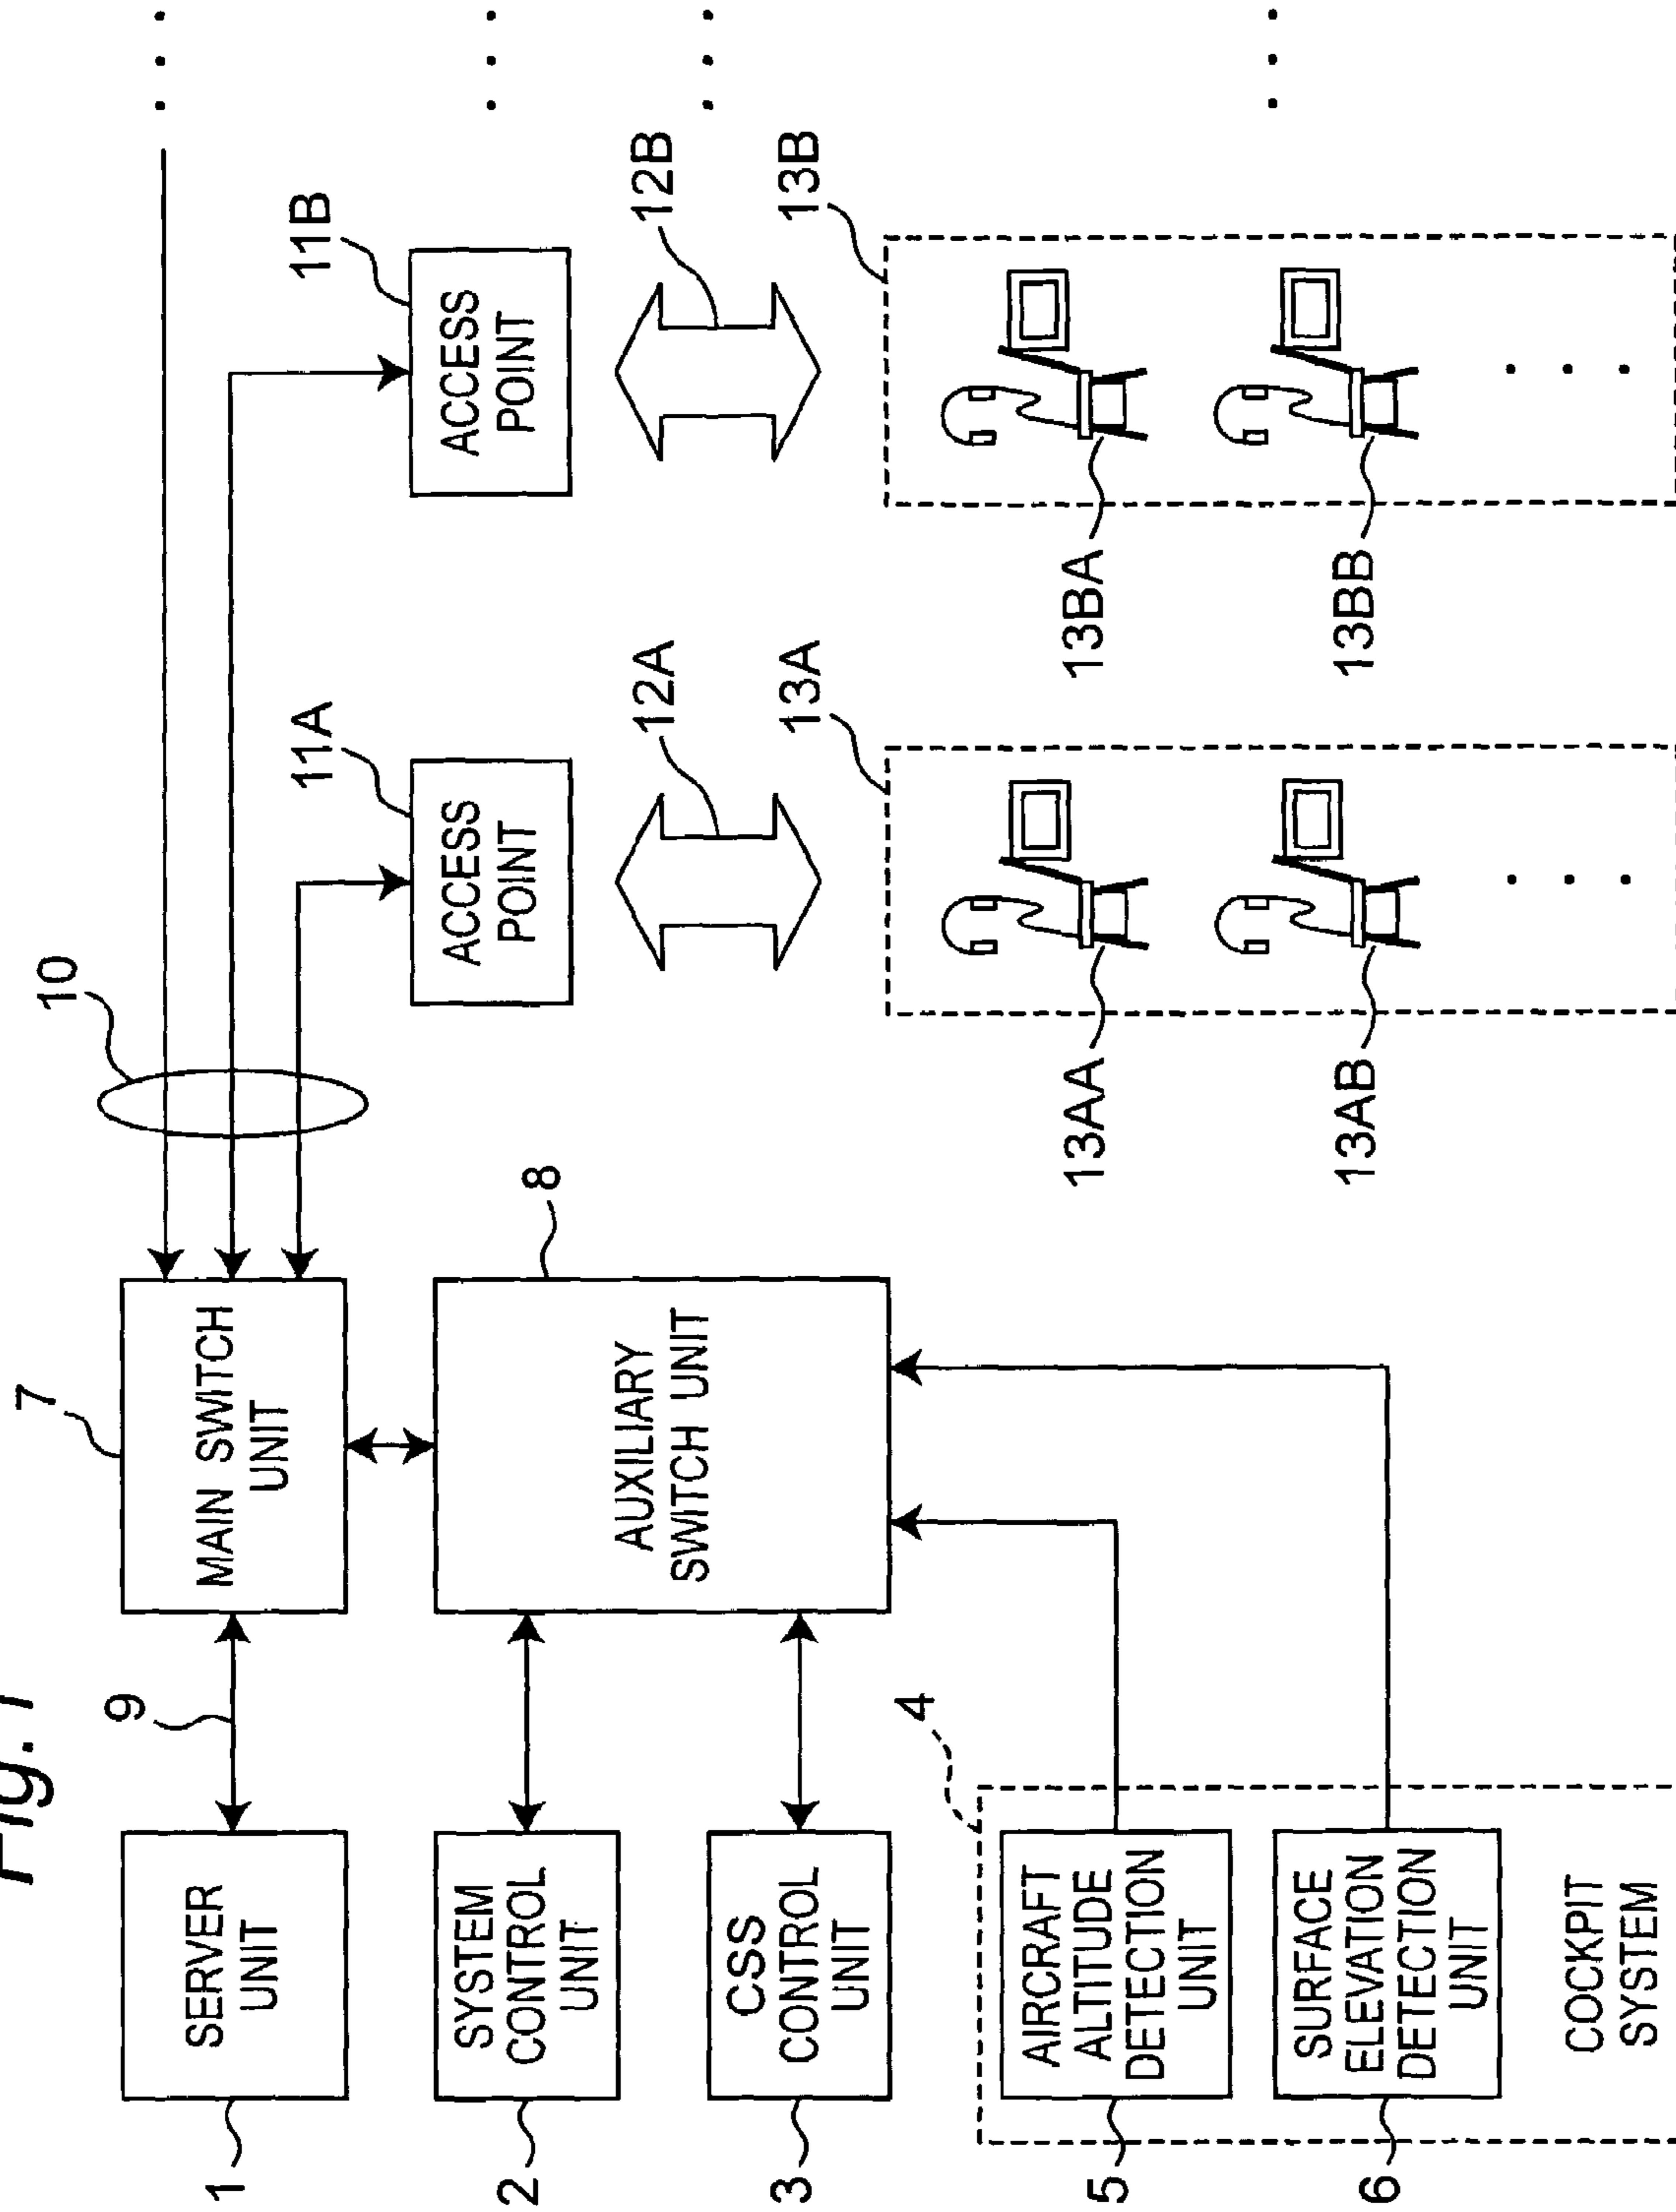 Fig.1
1
SERVER
UNIT
9
7
MAIN SWITCH
UNIT
10
2
SYSTEM
CONTROL
UNIT
3
CSS
CONTROL
UNIT
8
AUXILIARY
SWITCH UNIT
4
5
AIRCRAFT
ALTITUDE
DETECTION
UNIT
6
SURFACE
ELEVATION
DETECTION
UNIT
COCKPIT
SYSTEM
11A
ACCESS
POINT
11B
ACCESS
POINT
12A
12B
13A
13B
13AA
13AB
13BA
13BB